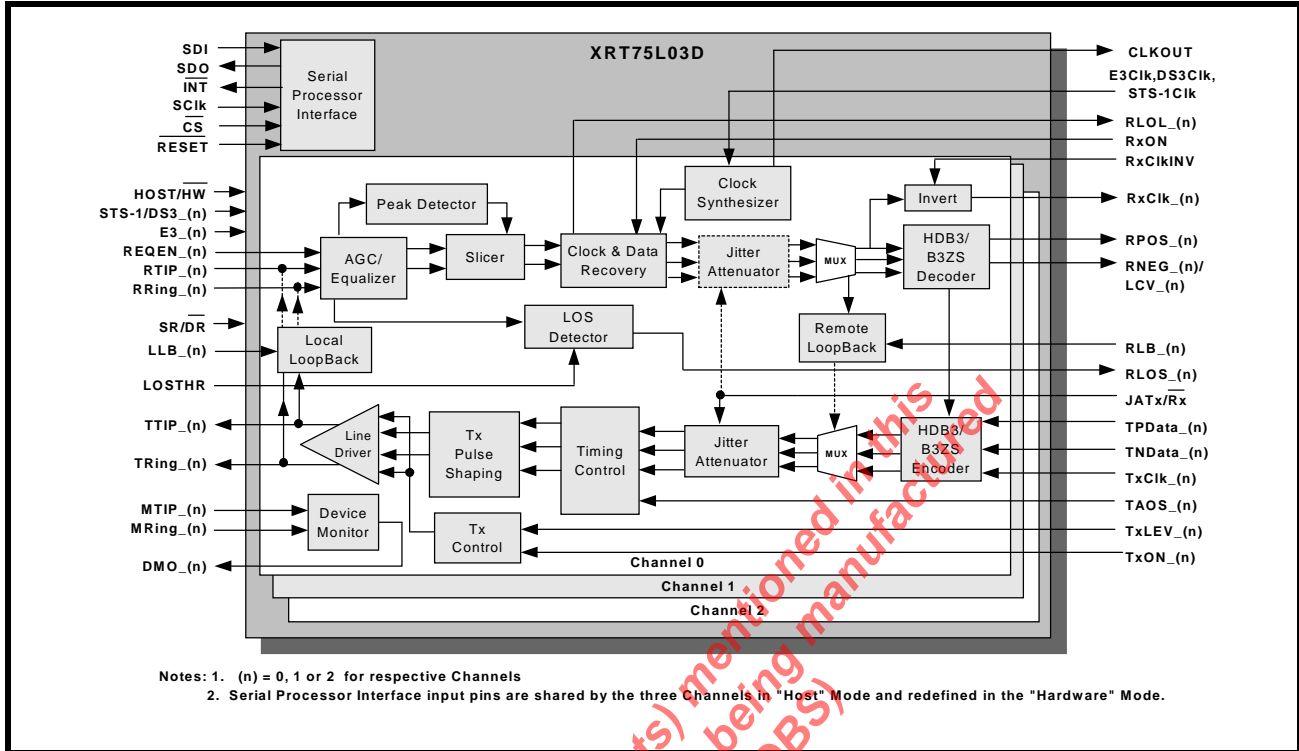 XRT75L03D
SDI
SDO
INT
SClk
CS
RESET
Serial
Processor
Interface
CLKOUT
E3Clk,DS3Clk,
STS-1Clk
RLOL_(n)
RxON
RxClkINV
HOST/HW
STS-1/DS3_(n)
E3_(n)
REQEN_(n)
RTIP_(n)
RRing_(n)
SR/DR
LLB_(n)
LOSTHR
TTIP_(n)
TRing_(n)
MTIP_(n)
MRing_(n)
DMO_(n)
Peak Detector
Clock
Synthesizer
Invert
RxClk_(n)
AGC/
Equalizer
Slicer
Clock & Data
Recovery
Jitter
Attenuator
MUX
HDB3/
B3ZS
Decoder
RPOS_(n)
RNEG_(n)/
LCV_(n)
Local
LoopBack
LOS
Detector
Remote
LoopBack
RLB_(n)
RLOS_(n)
JATx/Rx
Line
Driver
Tx
Pulse
Shaping
Timing
Control
Jitter
Attenuator
MUX
HDB3/
B3ZS
Encoder
TPData_(n)
TNData_(n)
TxClk_(n)
TAOS_(n)
TxLEV_(n)
TxON_(n)
Device
Monitor
Tx
Control
Channel 0
Channel 1
Channel 2
Notes: 1. (n) = 0, 1 or 2 for respective Channels
2. Serial Processor Interface input pins are shared by the three Channels in "Host" Mode and redefined in the "Hardware" Mode.
ts) mentioned in this
being manufactured
OBS)